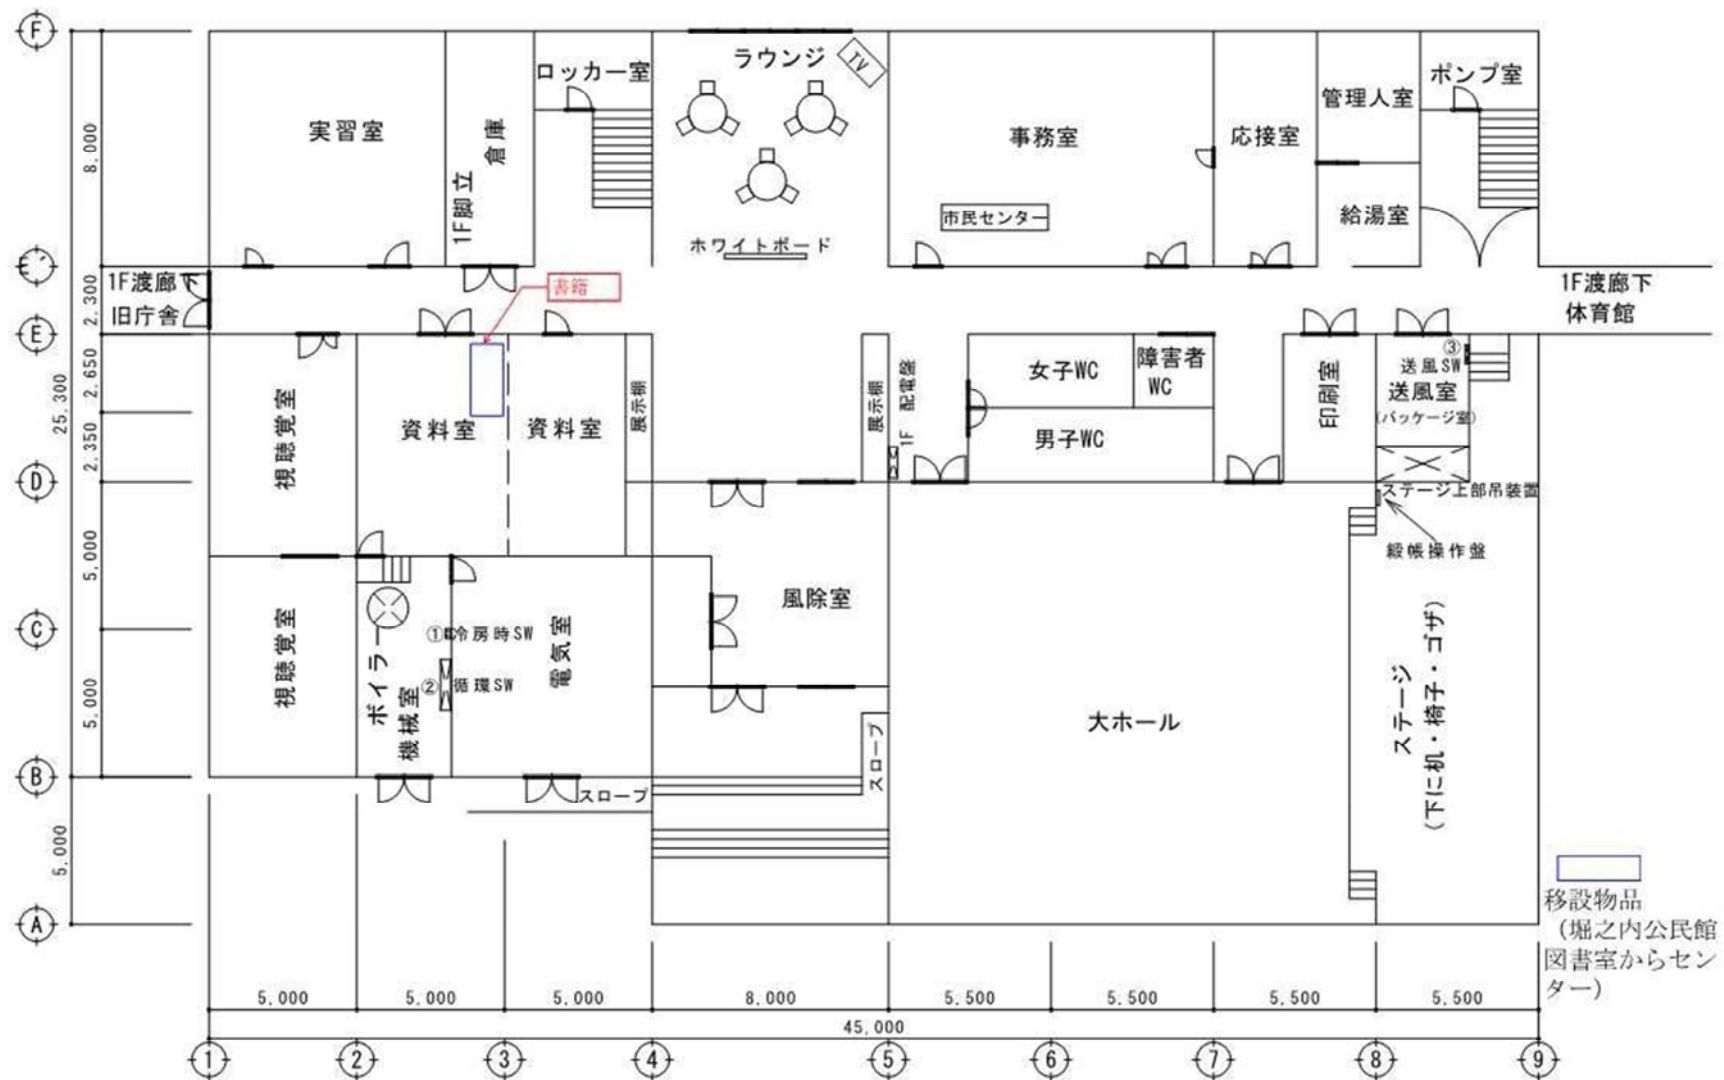 F
ラウンジ
TV
ロッカー室
ポンプ室
管理人室
実習室
1F脚立
倉庫
事務室
応接室
8,000
市民センター
給湯室
ホワイトボード
E'
1F渡廊下
旧庁舎
書籍
1F渡廊下
体育館
2,300
E
2,650
25,300
2,350
視聴覚室
資料室
資料室
展示棚
展示棚
1F 配電盤
女子WC
障害者
WC
男子WC
印刷室
③
送風SW
送風室
(パッケージ室)
D
ステージ上部吊装置
緞帳操作盤
5,000
風除室
C
視聴覚室
ボイラー
機械室
①冷房時SW
②循環SW
電気室
5,000
大ホール
ステージ
(下に机・椅子・ゴザ)
スロープ
B
スロープ
5,000
A
移設物品
（堀之内公民館
図書室からセン
ター）
5,000
5,000
5,000
8,000
5,500
5,500
5,500
5,500
45,000
1
2
3
4
5
6
7
8
9